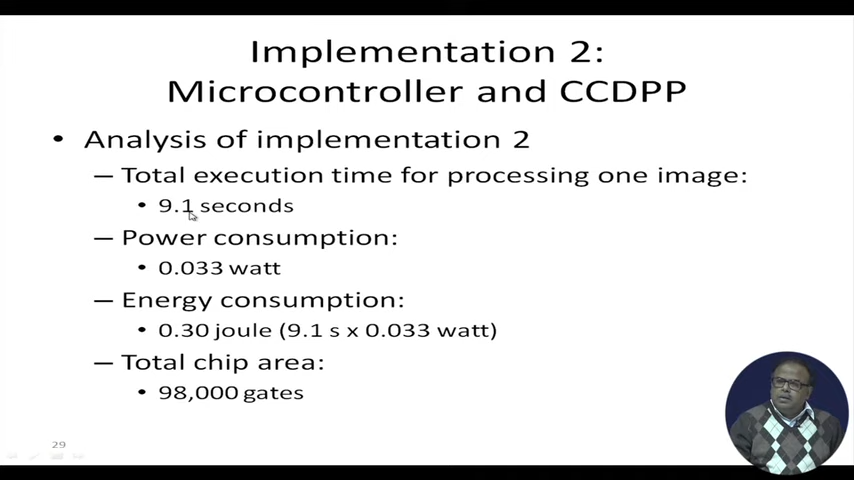 Implementation 2:
Microcontroller and CCDPP
• Analysis of implementation 2
– Total execution time for processing one image:
• 9.1 seconds
– Power consumption:
• 0.033 watt
– Energy consumption:
• 0.30 joule (9.1 s x 0.033 watt)
– Total chip area:
• 98,000 gates
29